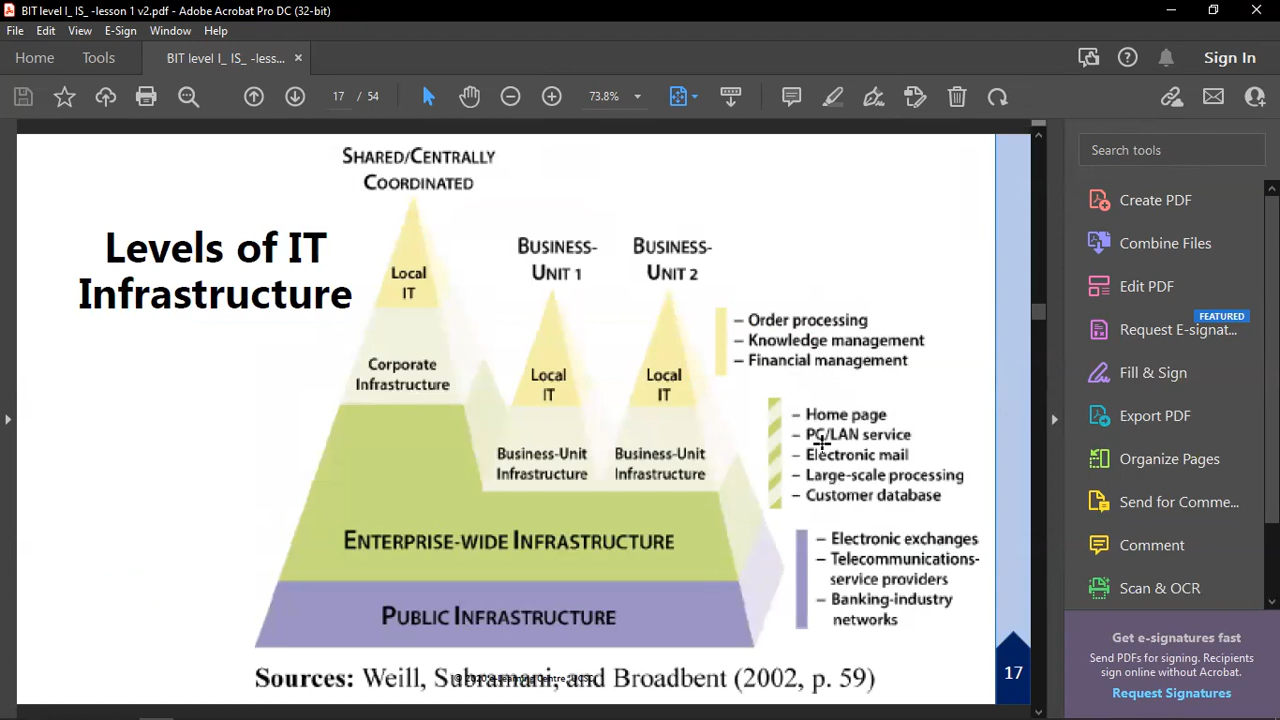 BIT level I_ IS_ -lesson 1 v2.pdf - Adobe Acrobat Pro DC (32-bit)
File Edit View E-Sign Window Help
Home Tools BIT level I_ IS_ -less... × Sign In
17 / 54 73.8%
SHARED/CENTRALLY
COORDINATED
Levels of IT
Infrastructure
Local
IT
Corporate
Infrastructure
BUSINESS-
UNIT 1
Local
IT
Business-Unit
Infrastructure
BUSINESS-
UNIT 2
Local
IT
Business-Unit
Infrastructure
– Order processing
– Knowledge management
– Financial management
– Home page
– PC/LAN service
– Electronic mail
– Large-scale processing
– Customer database
ENTERPRISE-WIDE INFRASTRUCTURE
– Electronic exchanges
– Telecommunications-
service providers
– Banking-industry
networks
PUBLIC INFRASTRUCTURE
Sources: Weill, Subramani, and Broadbent (2002, p. 59)
17
Search tools
Create PDF
Combine Files
Edit PDF
FEATURED
Request E-signat...
Fill & Sign
Export PDF
Organize Pages
Send for Comme...
Comment
Scan & OCR
Get e-signatures fast
Send PDFs for signing. Recipients
sign online without Acrobat.
Request Signatures